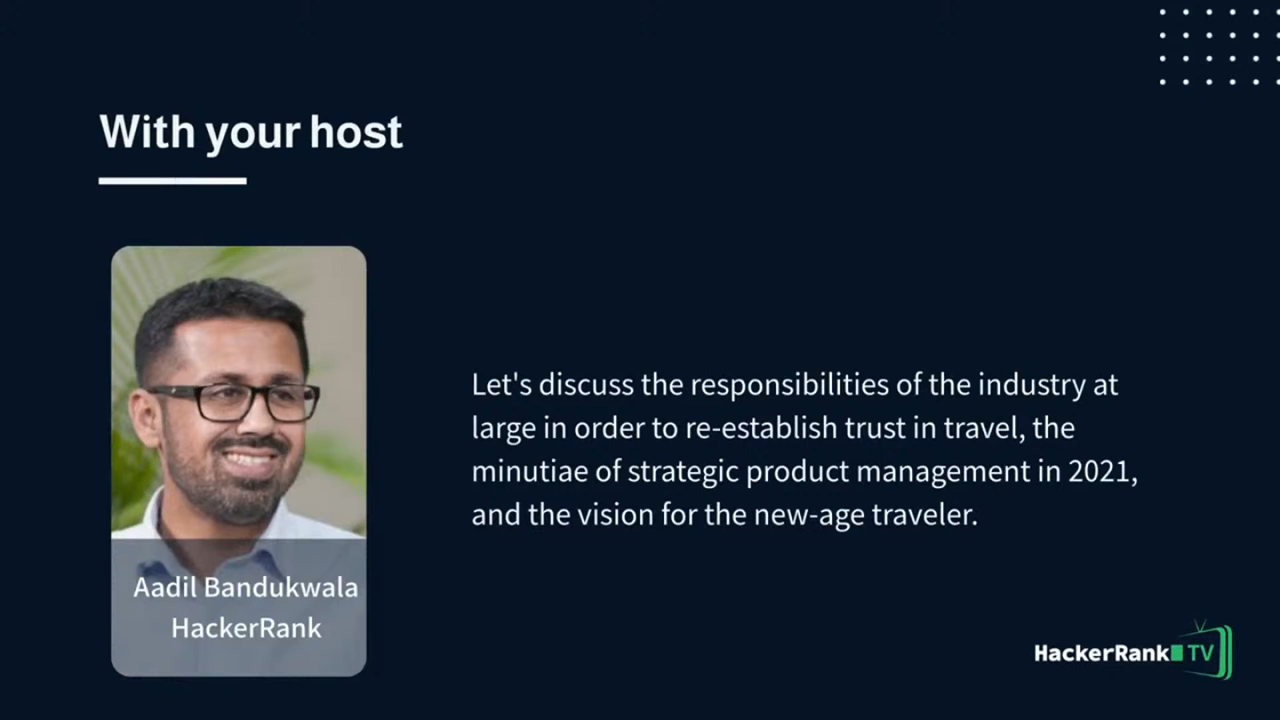 With your host
Let's discuss the responsibilities of the industry at
large in order to re-establish trust in travel, the
minutiae of strategic product management in 2021,
and the vision for the new-age traveler.
Aadil Bandukwala
HackerRank
HackerRank TV